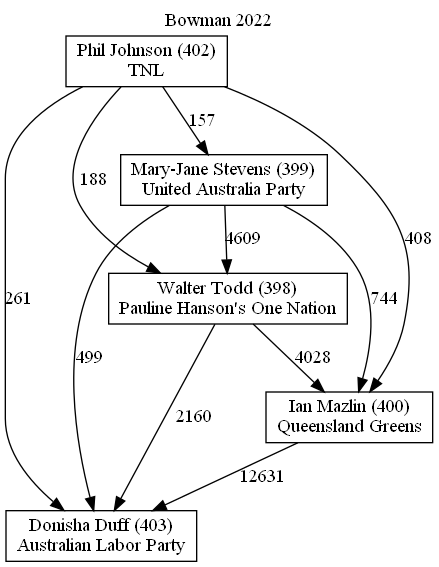 Bowman 2022
Phil Johnson (402)
TNL
157
Mary-Jane Stevens (399)
United Australia Party
188
4609
408
Walter Todd (398)
Pauline Hanson's One Nation
261
744
499
4028
2160
Ian Mazlin (400)
Queensland Greens
12631
Donisha Duff (403)
Australian Labor Party